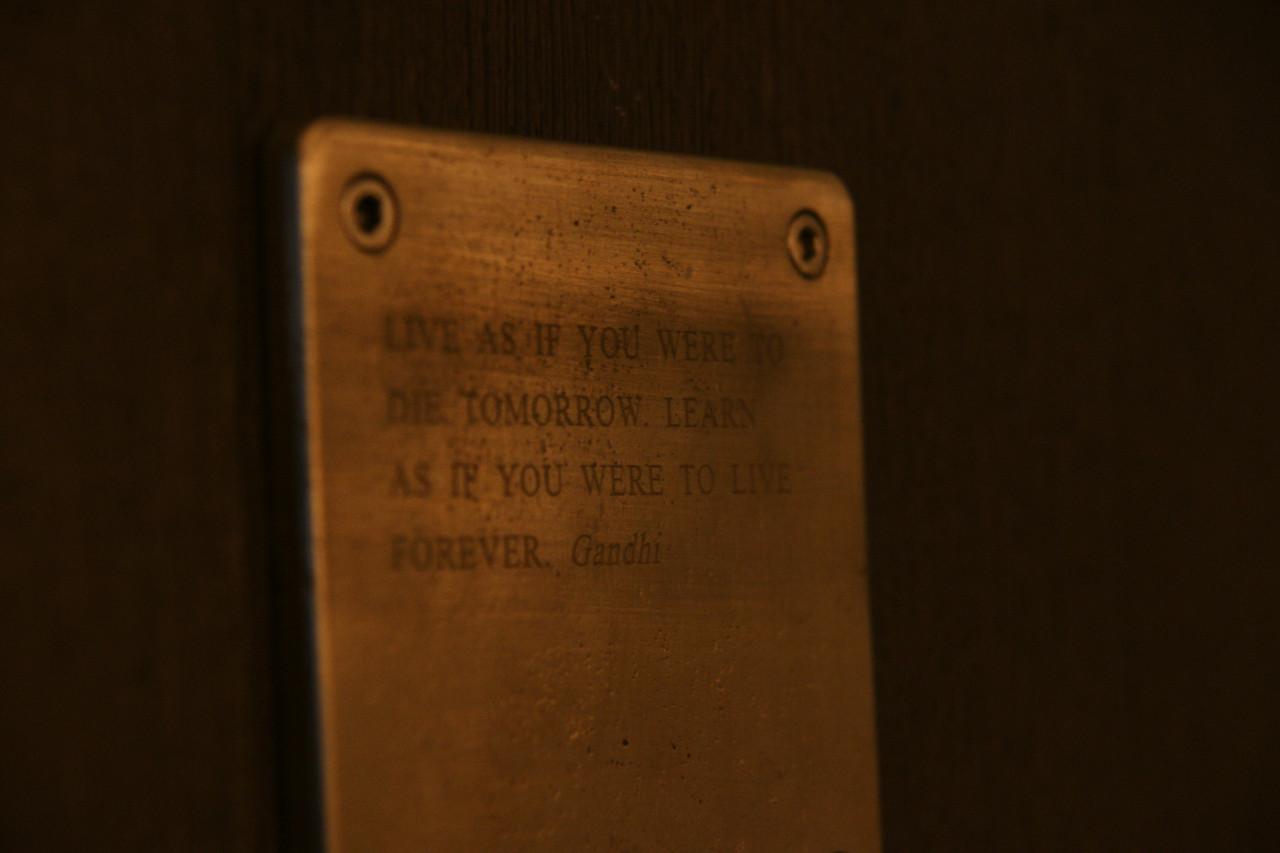 LIVE AS IF YOU WERE TO
DIE TOMORROW. LEARN
AS IF YOU WERE TO LIVE
FOREVER. Gandhi